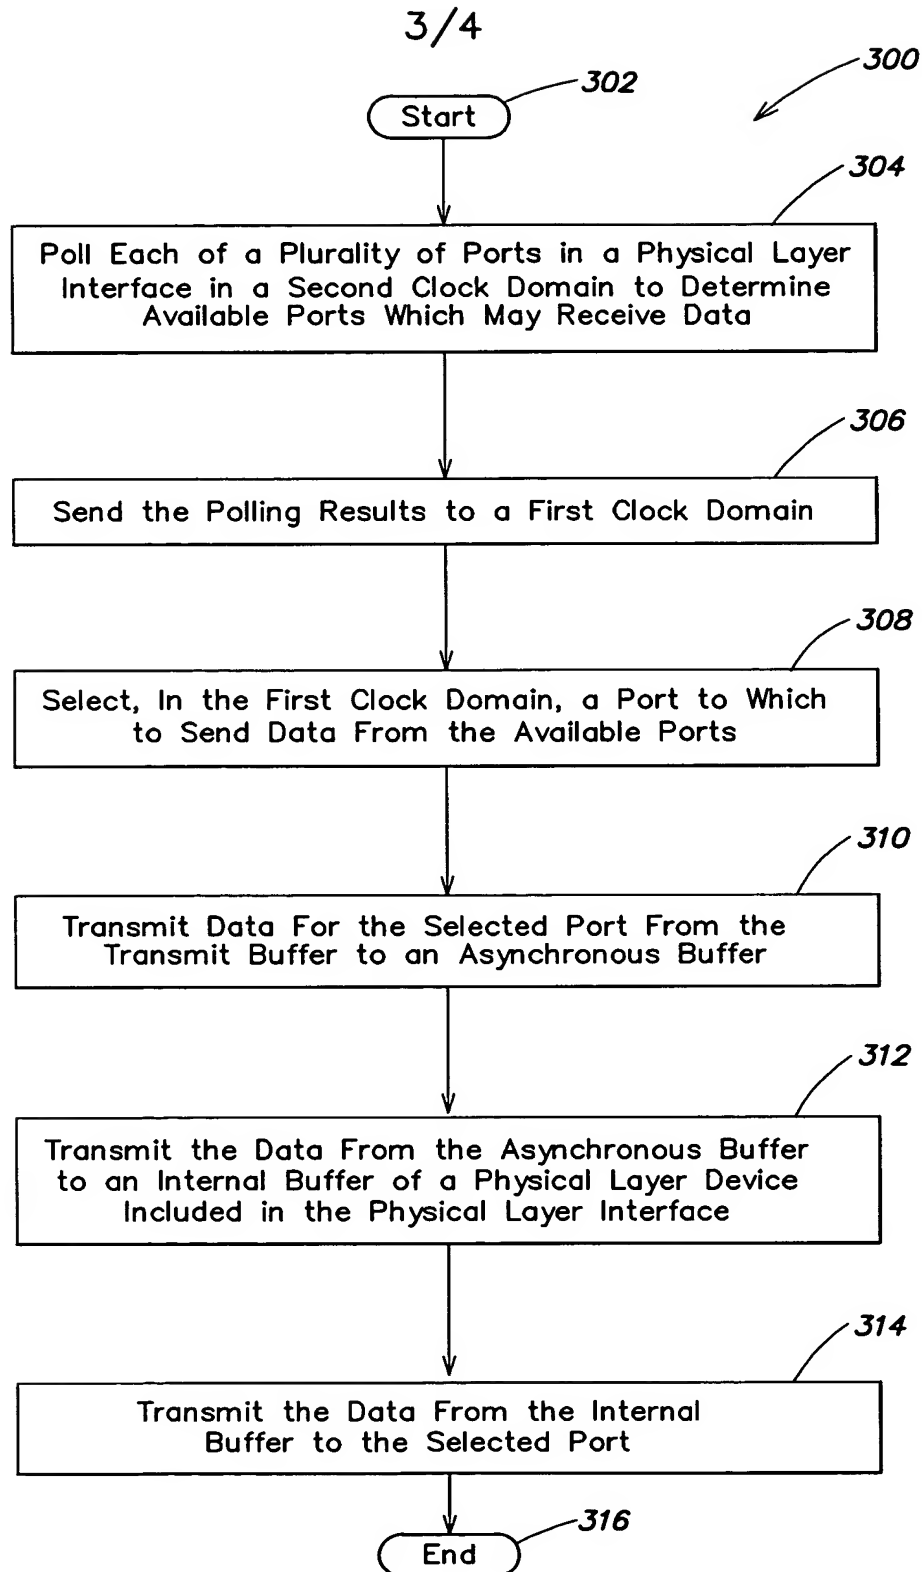 3/4
300
302
Start
304
Poll Each of a Plurality of Ports in a Physical Layer
Interface in a Second Clock Domain to Determine
Available Ports Which May Receive Data
306
Send the Polling Results to a First Clock Domain
308
Select, In the First Clock Domain, a Port to Which
to Send Data From the Available Ports
310
Transmit Data For the Selected Port From the
Transmit Buffer to an Asynchronous Buffer
312
Transmit the Data From the Asynchronous Buffer
to an Internal Buffer of a Physical Layer Device
Included in the Physical Layer Interface
314
Transmit the Data From the Internal
Buffer to the Selected Port
316
End